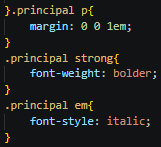 }.principal p{
    margin: 0 0 1em;
}
.principal strong{
    font-weight: bolder;
}.principal em{
    font-style: italic;
}